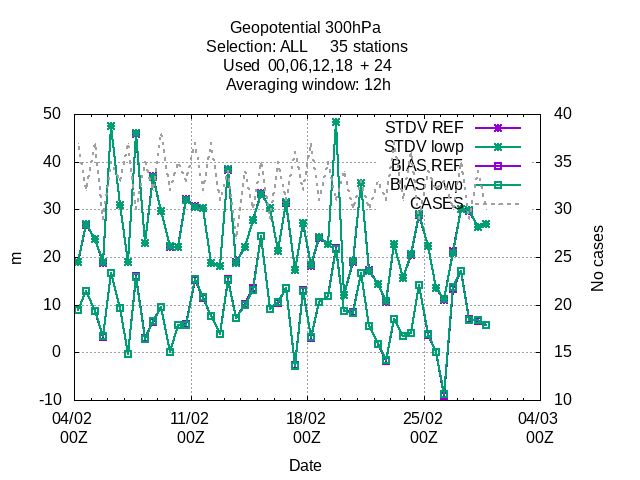 Geopotential 300hPa
Selection: ALL     35 stations
Used  00,06,12,18  + 24
Averaging window: 12h
50
40
30
20
10
0
-10
40
35
30
25
20
15
10
STDV REF
STDV lowp
BIAS REF
BIAS lowp
CASES
m
No cases
04/02 11/02 18/02 25/02 04/03
00Z 00Z 00Z 00Z 00Z
Date